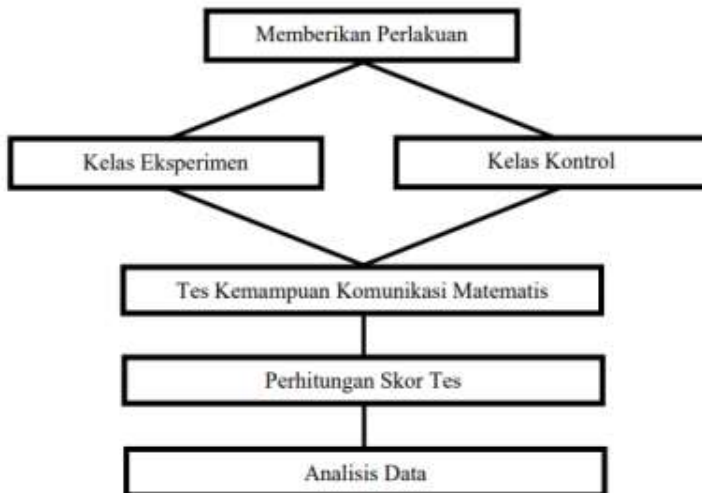 Memberikan Perlakuan
Kelas Eksperimen
Kelas Kontrol
Tes Kemampuan Komunikasi Matematis
Perhitungan Skor Tes
Analisis Data